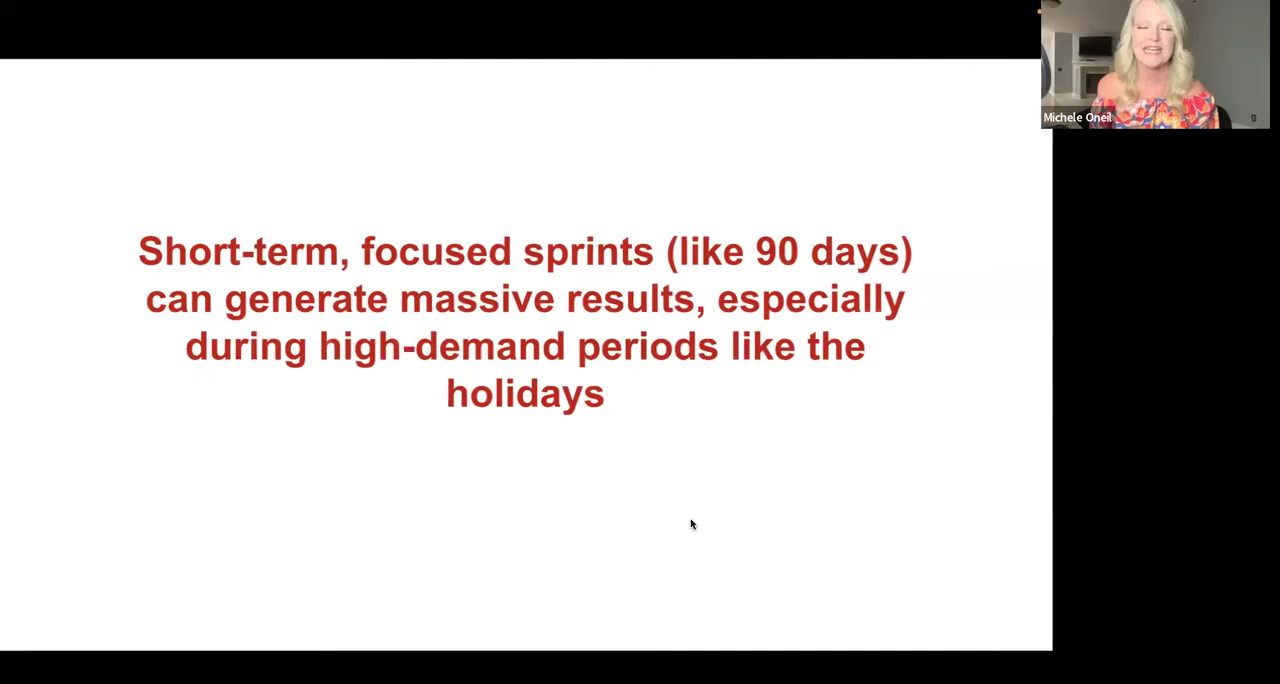 Michele Oneil
Short-term, focused sprints (like 90 days)
can generate massive results, especially
during high-demand periods like the
holidays